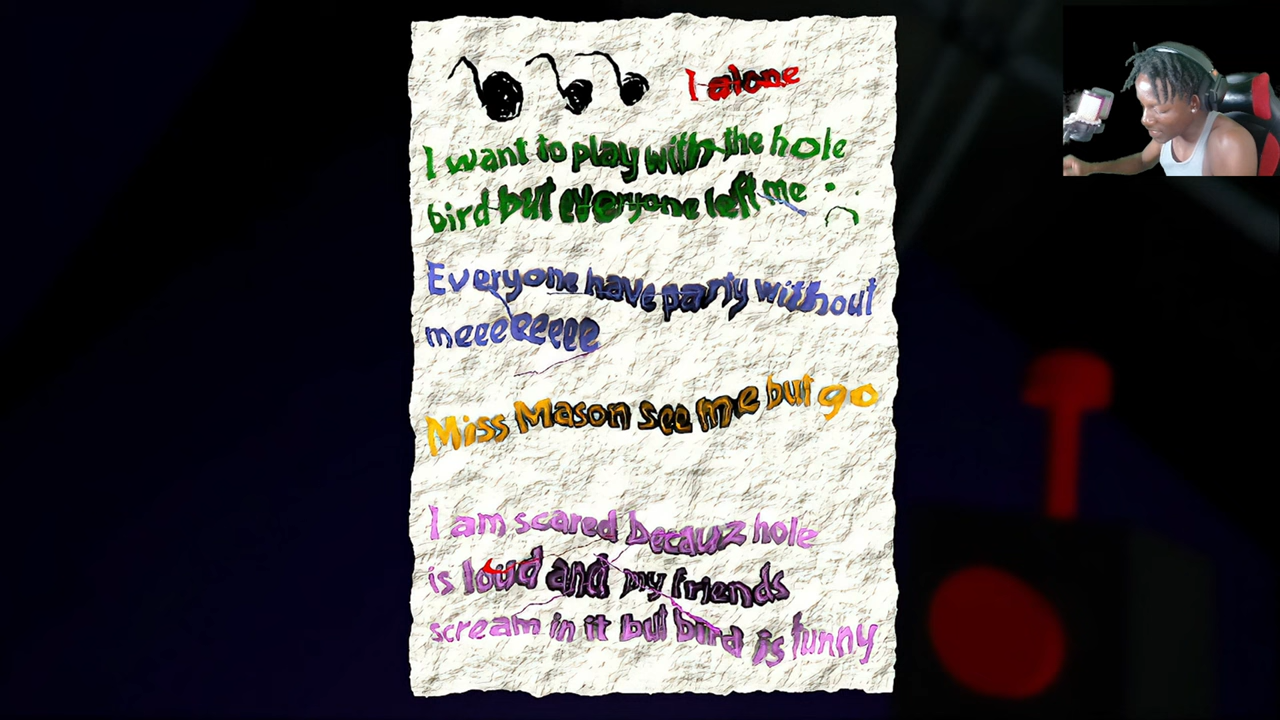 I alone
I want to play with the hole
bird but everyone left me :(
Everyone have party without
meeeeeeee
Miss Mason see me but go
I am scared becauz hole
is loud and my friends
scream in it but bird is funny